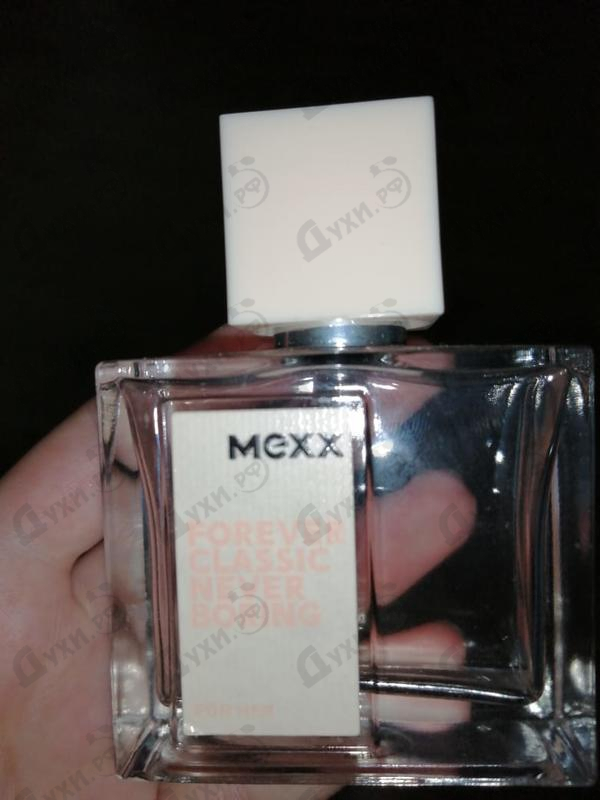 Mexx
FOREVER
CLASSIC
NEVER
BORING
FOR HER
Духи.рф